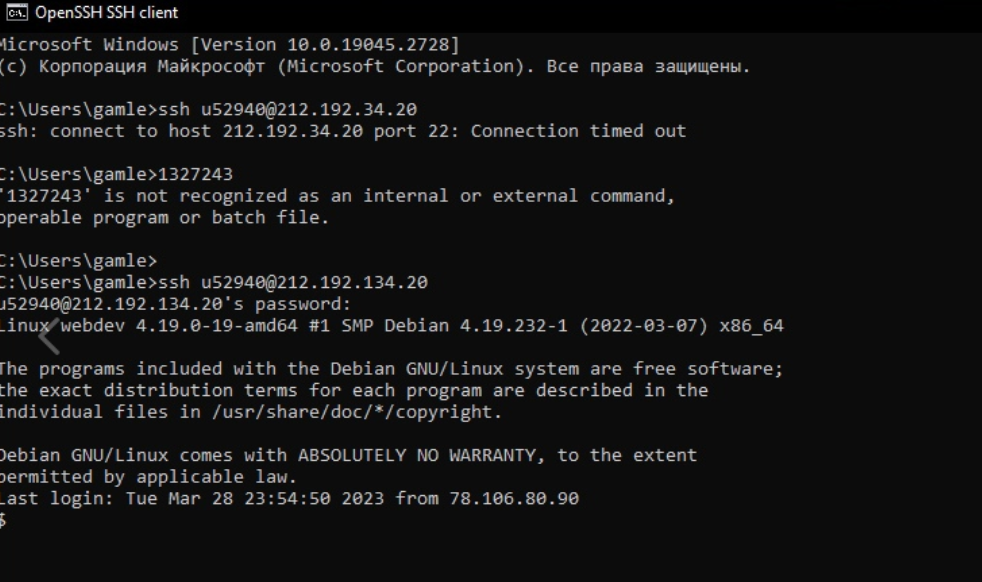 OpenSSH SSH client
Microsoft Windows [Version 10.0.19045.2728]
(c) Корпорация Майкрософт (Microsoft Corporation). Все права защищены.
C:\Users\gamle>ssh u52940@212.192.34.20
ssh: connect to host 212.192.34.20 port 22: Connection timed out
C:\Users\gamle>1327243
'1327243' is not recognized as an internal or external command,
operable program or batch file.
C:\Users\gamle>
C:\Users\gamle>ssh u52940@212.192.134.20
u52940@212.192.134.20's password:
Linux webdev 4.19.0-19-amd64 #1 SMP Debian 4.19.232-1 (2022-03-07) x86_64
The programs included with the Debian GNU/Linux system are free software;
the exact distribution terms for each program are described in the
individual files in /usr/share/doc/*/copyright.
Debian GNU/Linux comes with ABSOLUTELY NO WARRANTY, to the extent
permitted by applicable law.
Last login: Tue Mar 28 23:54:50 2023 from 78.106.80.90
$